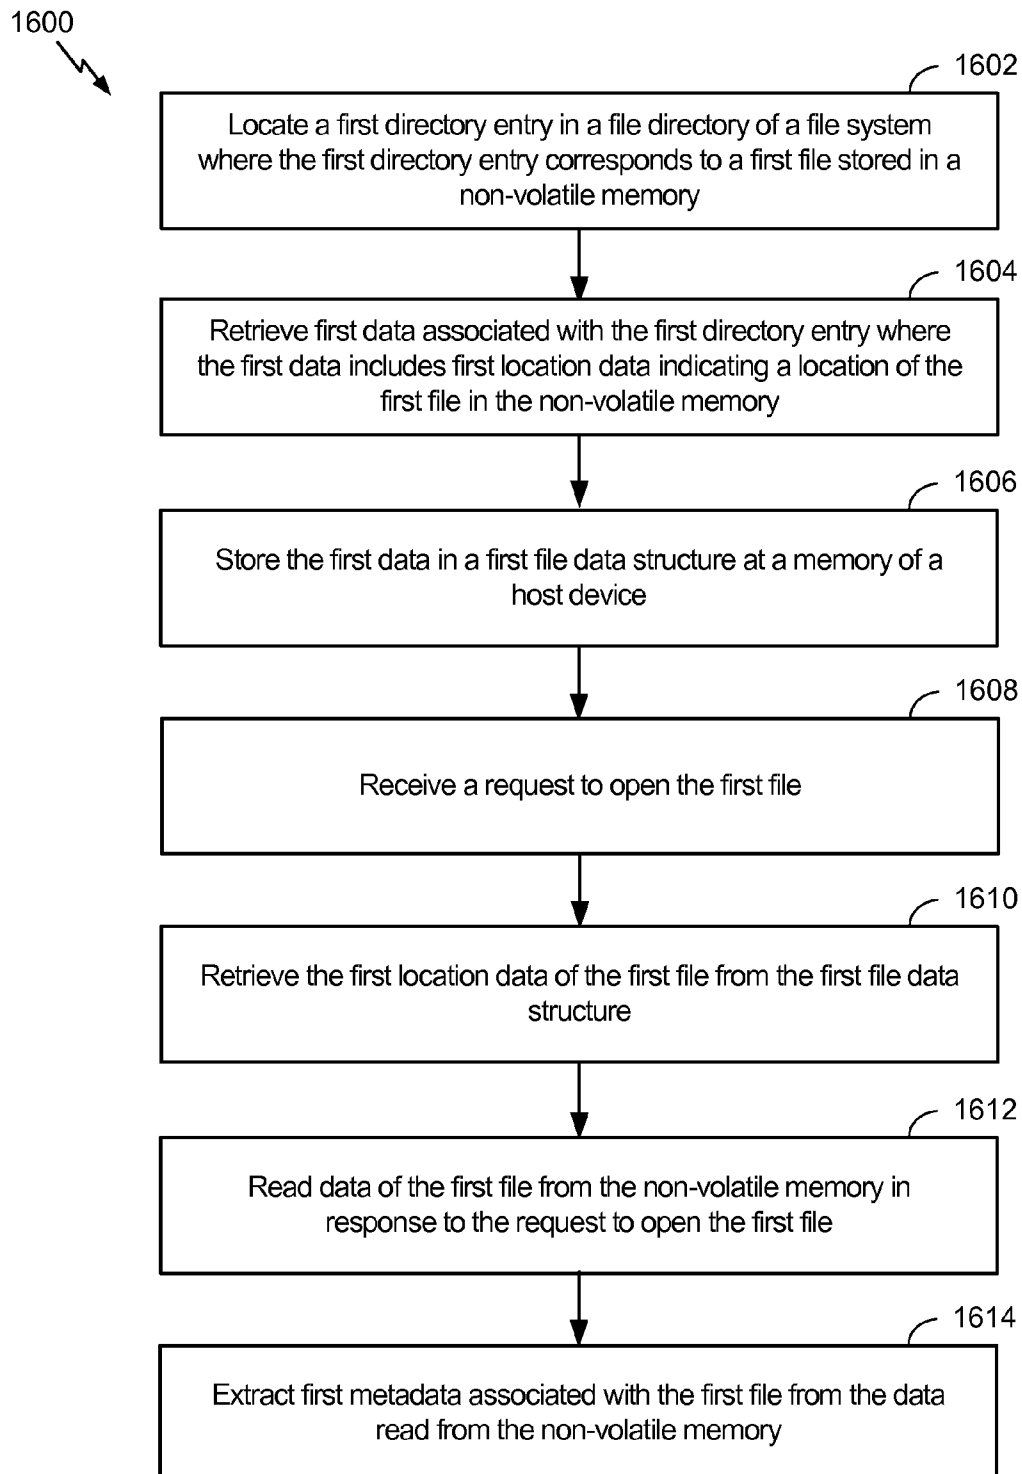 1600
1602
Locate a first directory entry in a file directory of a file system
where the first directory entry corresponds to a first file stored in a
non-volatile memory
1604
Retrieve first data associated with the first directory entry where
the first data includes first location data indicating a location of the
first file in the non-volatile memory
1606
Store the first data in a first file data structure at a memory of a
host device
1608
Receive a request to open the first file
1610
Retrieve the first location data of the first file from the first file data
structure
1612
Read data of the first file from the non-volatile memory in
response to the request to open the first file
1614
Extract first metadata associated with the first file from the data
read from the non-volatile memory